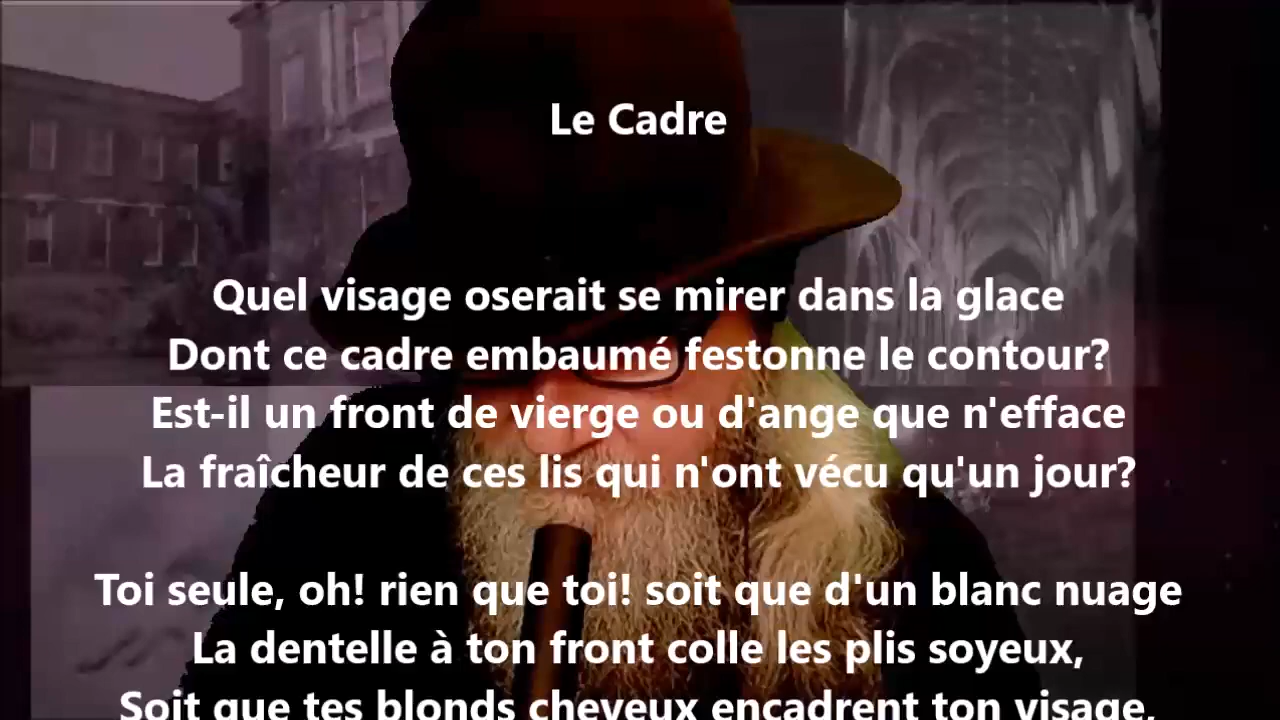 Le Cadre
Quel visage oserait se mirer dans la glace
Dont ce cadre embaumé festonne le contour?
Est-il un front de vierge ou d'ange que n'efface
La fraîcheur de ces lis qui n'ont vécu qu'un jour?
Toi seule, oh! rien que toi! soit que d'un blanc nuage
La dentelle à ton front colle les plis soyeux,
Soit que tes blonds cheveux encadrent ton visage,